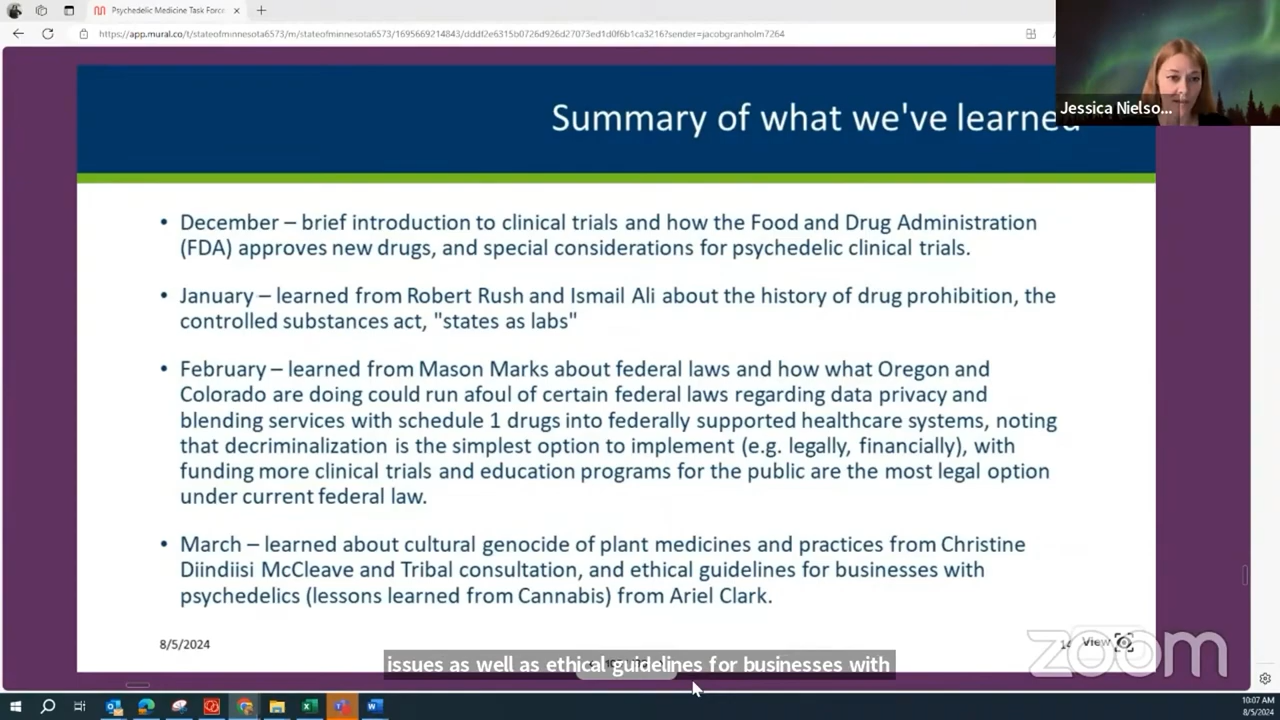 Psychedelic Medicine Task Force
https://app.mural.co/t/stateofminnesota6573/m/stateofminnesota6573/1695669214843/dddf2e6315b0726d926d27073ed1d0f6b1ca3216?sender=jacobgranholm7264
Jessica Nielso...
Summary of what we've learned
• December – brief introduction to clinical trials and how the Food and Drug Administration
(FDA) approves new drugs, and special considerations for psychedelic clinical trials.
• January – learned from Robert Rush and Ismail Ali about the history of drug prohibition, the
controlled substances act, "states as labs"
• February – learned from Mason Marks about federal laws and how what Oregon and
Colorado are doing could run afoul of certain federal laws regarding data privacy and
blending services with schedule 1 drugs into federally supported healthcare systems, noting
that decriminalization is the simplest option to implement (e.g. legally, financially), with
funding more clinical trials and education programs for the public are the most legal option
under current federal law.
• March – learned about cultural genocide of plant medicines and practices from Christine
Diindiisi McCleave and Tribal consultation, and ethical guidelines for businesses with
psychedelics (lessons learned from Cannabis) from Ariel Clark.
8/5/2024
View
zoom
issues as well as ethical guidelines for businesses with
10:07 AM
8/5/2024